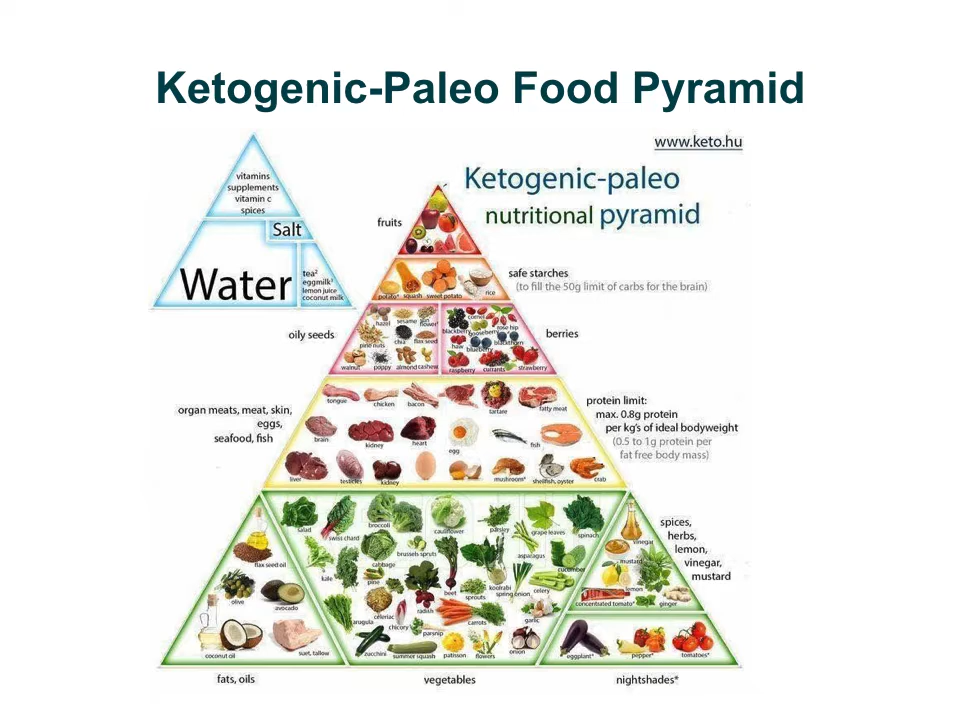 Ketogenic-Paleo Food Pyramid
www.keto.hu
Ketogenic-paleo
nutritional pyramid
vitamins
supplements
vitamin c
spices
Salt
Water
tea²
eggmilk³
lemon juice
coconut milk
fruits
safe starches
(to fill the 50g limit of carbs for the brain)
potato* squash sweet potato rice
oily seeds
hazel sesame sun
flower*
pine nuts chia flax seed
walnut poppy almond cashew
berries
cornel
rose hip
blackberry gooseberry
haw blueberry blackthorn
raspberry currants strawberry
organ meats, meat, skin,
eggs,
seafood, fish
tongue chicken bacon tartare fatty meat
brain kidney heart egg fish
liver testicles kidney mushroom* shellfish, oyster crab
protein limit:
max. 0.8g protein
per kg's of ideal bodyweight
(0.5 to 1g protein per
fat free body mass)
flax seed oil
olive avocado
coconut oil suet, tallow
fats, oils
salad swiss chard broccoli cauliflower parsley grape leaves spinach
kale cabbage brussels spruts asparagus cucumber
pine beet sprouts kohlrabi spring onion celery
arugula celeriac chicory radish parsnip carrots garlic
zucchini summer squash patisson flowers onion
vegetables
spices,
herbs,
lemon,
vinegar,
mustard
vinegar
mustard
lemon
concentrated tomato* ginger
eggplant* pepper* tomatoes*
nightshades*